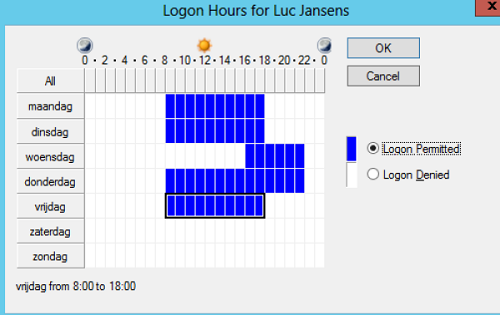 Logon Hours for Luc Jansens
x
0 · 2 · 4 · 6 · 8 · 10 · 12 · 14 · 16 · 18 · 20 · 22 · 0
OK
Cancel
All
maandag
dinsdag
woensdag
donderdag
vrijdag
zaterdag
zondag
Logon Permitted
Logon Denied
vrijdag from 8:00 to 18:00